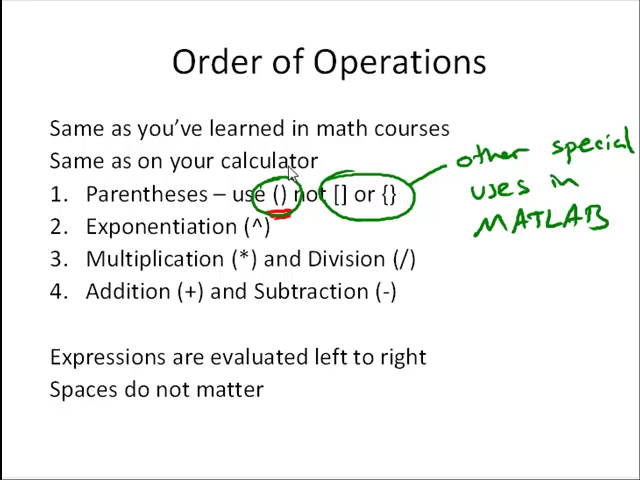 Order of Operations
Same as you've learned in math courses
Same as on your calculator
1. Parentheses – use () not [] or {}
other special
uses in
MATLAB
2. Exponentiation (^)
3. Multiplication (*) and Division (/)
4. Addition (+) and Subtraction (-)
Expressions are evaluated left to right
Spaces do not matter